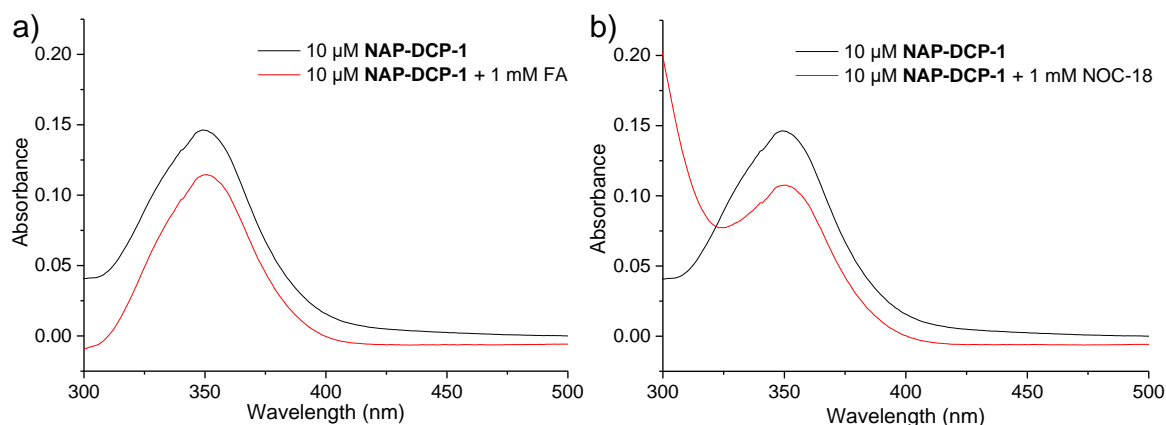 a)
10 µM NAP-DCP-1
10 µM NAP-DCP-1 + 1 mM FA
0.20
0.15
0.10
0.05
0.00
Absorbance
300
350
400
450
500
Wavelength (nm)
b)
10 µM NAP-DCP-1
10 µM NAP-DCP-1 + 1 mM NOC-18
0.20
0.15
0.10
0.05
0.00
Absorbance
300
350
400
450
500
Wavelength (nm)